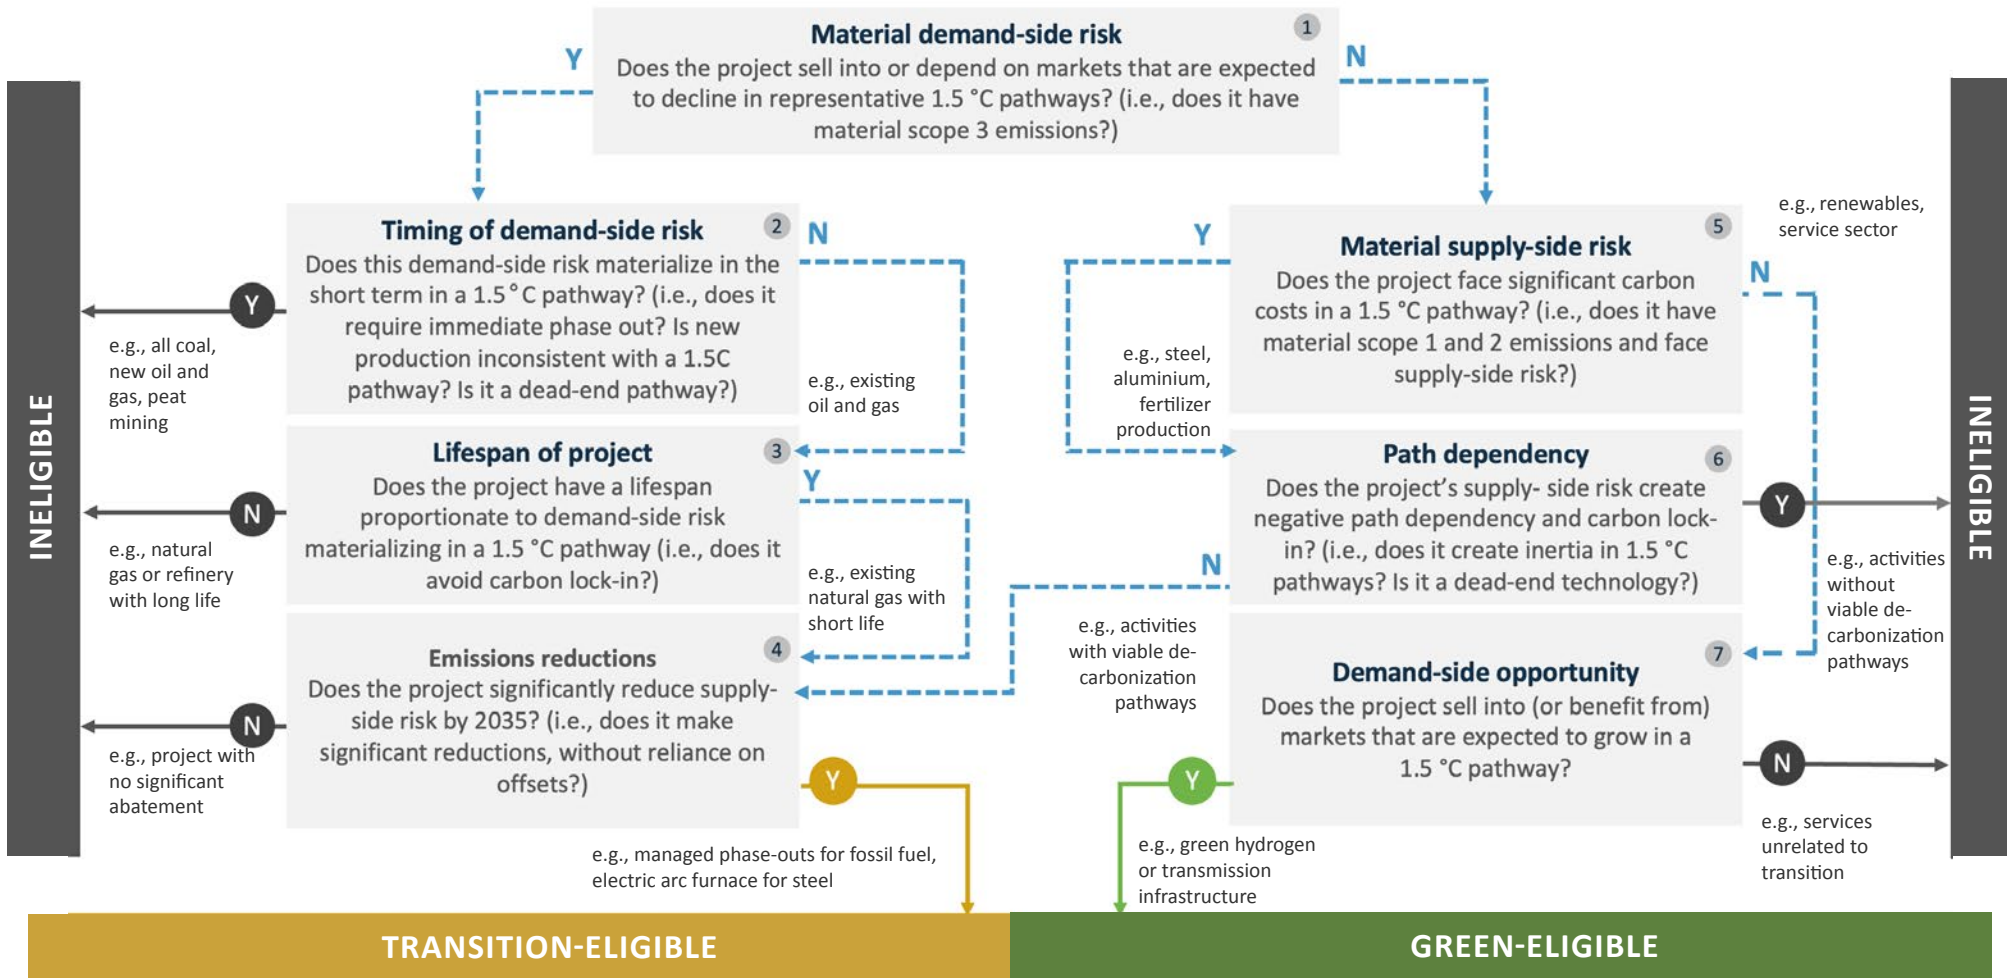 Material demand-side risk
1
Does the project sell into or depend on markets that are expected
to decline in representative 1.5 °C pathways? (i.e., does it have
material scope 3 emissions?)
Y
N
INELIGIBLE
Timing of demand-side risk
2
Does this demand-side risk materialize in the
short term in a 1.5°C pathway? (i.e., does it
require immediate phase out? Is new
production inconsistent with a 1.5C
pathway? Is it a dead-end pathway?)
Y
e.g., all coal,
new oil and
gas, peat
mining
N
e.g., existing
oil and gas
Lifespan of project
3
Does the project have a lifespan
proportionate to demand-side risk
materializing in a 1.5 °C pathway (i.e., does it
avoid carbon lock-in?)
N
e.g., natural
gas or refinery
with long life
Y
e.g., existing
natural gas with
short life
Emissions reductions
4
Does the project significantly reduce supply-
side risk by 2035? (i.e., does it make
significant reductions, without reliance on
offsets?)
N
e.g., project with
no significant
abatement
Y
e.g., managed phase-outs for fossil fuel,
electric arc furnace for steel
Material supply-side risk
5
Does the project face significant carbon
costs in a 1.5 °C pathway? (i.e., does it have
material scope 1 and 2 emissions and face
supply-side risk?)
Y
e.g., steel,
aluminium,
fertilizer
production
N
e.g., renewables,
service sector
Path dependency
6
Does the project’s supply- side risk create
negative path dependency and carbon lock-
in? (i.e., does it create inertia in 1.5 °C
pathways? Is it a dead-end technology?)
N
e.g., activities
with viable de-
carbonization
pathways
Y
e.g., activities
without
viable de-
carbonization
pathways
Demand-side opportunity
7
Does the project sell into (or benefit from)
markets that are expected to grow in a
1.5 °C pathway?
Y
e.g., green hydrogen
or transmission
infrastructure
N
e.g., services
unrelated to
transition
INELIGIBLE
TRANSITION-ELIGIBLE
GREEN-ELIGIBLE